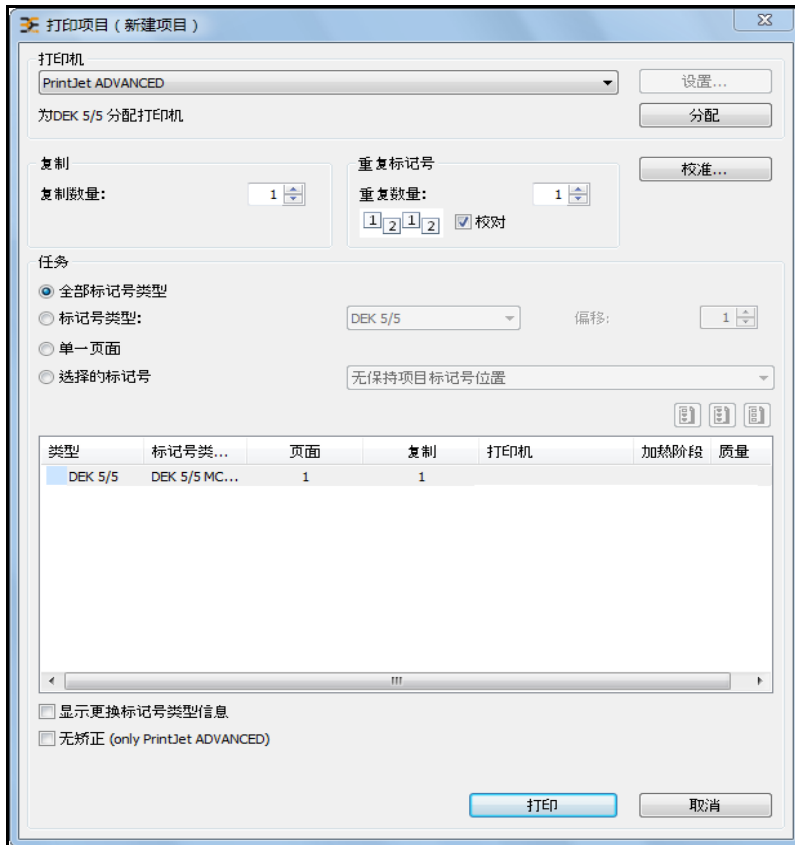 打印项目（新建项目）
打印机
PrintJet ADVANCED
设置...
为DEK 5/5 分配打印机
分配
复制
重复标记号
校准...
复制数量:
1
重复数量:
1
1 2 1 2
校对
任务
全部标记号类型
标记号类型:
DEK 5/5
偏移:
1
单一页面
选择的标记号
无保持项目标记号位置
类型 标记号类... 页面 复制 打印机 加热阶段 质量
DEK 5/5 DEK 5/5 MC... 1 1
显示更换标记号类型信息
无矫正 (only PrintJet ADVANCED)
打印
取消